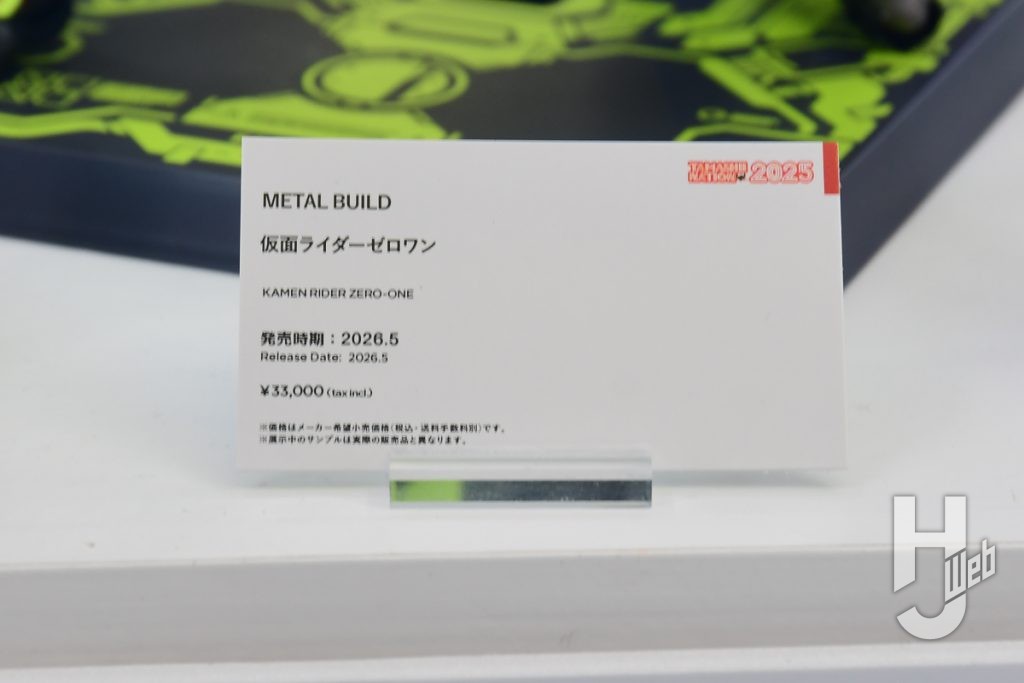 TAMASHII NATION 2025
METAL BUILD
仮面ライダーゼロワン
KAMEN RIDER ZERO-ONE
発売時期：2026.5
Release Date: 2026.5
¥33,000 (tax incl.)
※価格はメーカー希望小売価格(税込・送料手数料別)です。
※展示中のサンプルは実際の販売品と異なります。
HJ Web